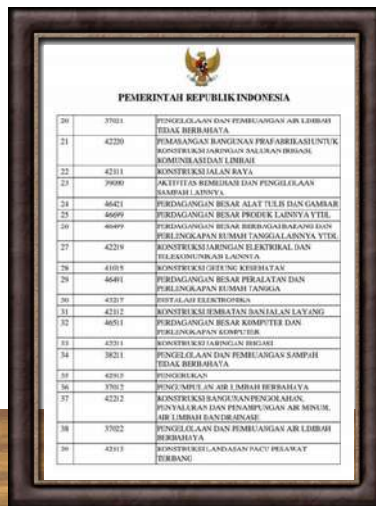 PEMERINTAH REPUBLIK INDONESIA
20 37021 PENGELOLAAN DAN PEMBUANGAN AIR LIMBAH
TIDAK BERBAHAYA
21 42220 PEMASANGAN BANGUNAN PRAFABRIKASI UNTUK
KONSTRUKSI JARINGAN SALURAN IRIGASI,
KOMUNIKASI DAN LIMBAH
22 42111 KONSTRUKSI JALAN RAYA
23 39000 AKTIVITAS REMEDIASI DAN PENGELOLAAN
SAMPAH LAINNYA
24 46421 PERDAGANGAN BESAR ALAT TULIS DAN GAMBAR
25 46699 PERDAGANGAN BESAR PRODUK LAINNYA YTDL
26 46499 PERDAGANGAN BESAR BERBAGAI BARANG DAN
PERLENGKAPAN RUMAH TANGGA LAINNYA YTDL
27 42219 KONSTRUKSI JARINGAN ELEKTRIKAL DAN
TELEKOMUNIKASI LAINNYA
28 41015 KONSTRUKSI GEDUNG KESEHATAN
29 46491 PERDAGANGAN BESAR PERALATAN DAN
PERLENGKAPAN RUMAH TANGGA
30 43217 INSTALASI ELEKTRONIKA
31 42112 KONSTRUKSI JEMBATAN DAN JALAN LAYANG
32 46511 PERDAGANGAN BESAR KOMPUTER DAN
PERLENGKAPAN KOMPUTER
33 42211 KONSTRUKSI JARINGAN IRIGASI
34 38211 PENGELOLAAN DAN PEMBUANGAN SAMPAH
TIDAK BERBAHAYA
35 42915 PENGERUKAN
36 37012 PENGUMPULAN AIR LIMBAH BERBAHAYA
37 42212 KONSTRUKSI BANGUNAN PENGOLAHAN,
PENYALURAN DAN PENAMPUNGAN AIR MINUM,
AIR LIMBAH DAN DRAINASE
38 37022 PENGELOLAAN DAN PEMBUANGAN AIR LIMBAH
BERBAHAYA
39 42113 KONSTRUKSI LANDASAN PACU PESAWAT
TERBANG